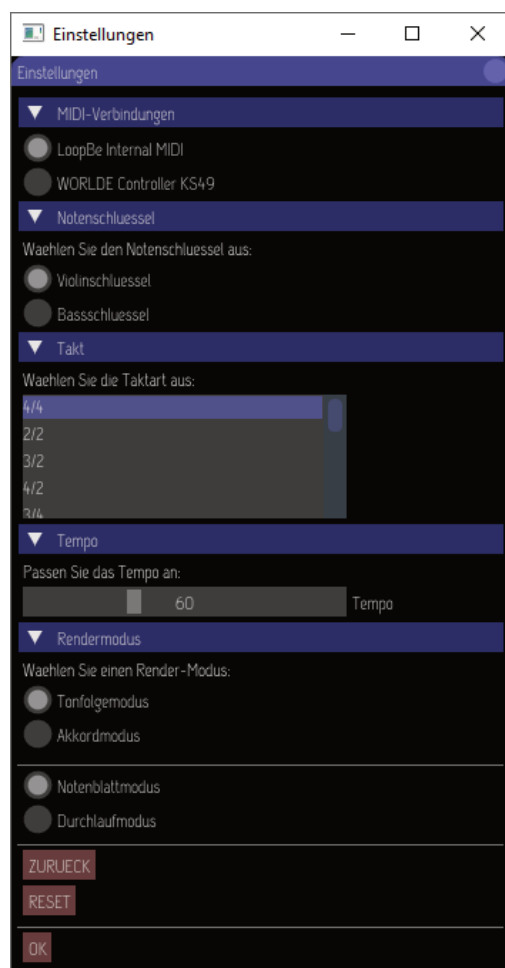 Einstellungen
Einstellungen
MIDI-Verbindungen
LoopBe Internal MIDI
WORLDE Controller KS49
Notenschluessel
Waehlen Sie den Notenschluessel aus:
Violinschluessel
Bassschluessel
Takt
Waehlen Sie die Taktart aus:
4/4
2/2
3/2
4/2
3/4
Tempo
Passen Sie das Tempo an:
60 Tempo
Rendermodus
Waehlen Sie einen Render-Modus:
Tonfolgemodus
Akkordmodus
Notenblattmodus
Durchlaufmodus
ZURUECK
RESET
OK